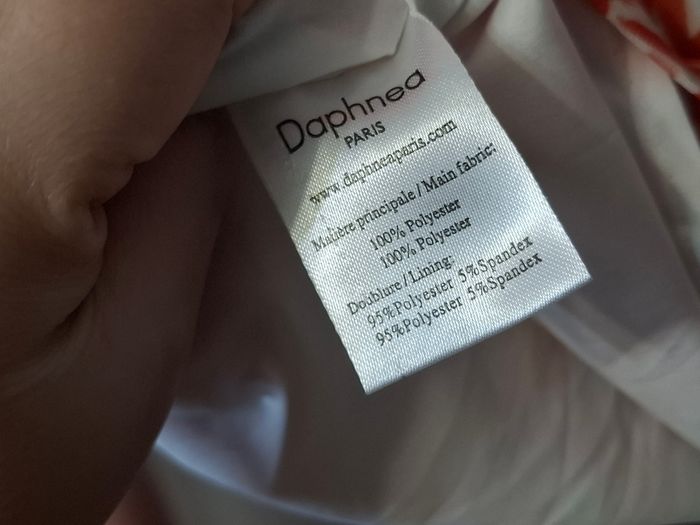 Daphnea
PARIS
www.daphneaparis.com
Matière principale / Main fabric:
100% Polyester
100% Polyester
Doublure / Lining:
95%Polyester 5%Spandex
95%Polyester 5%Spandex